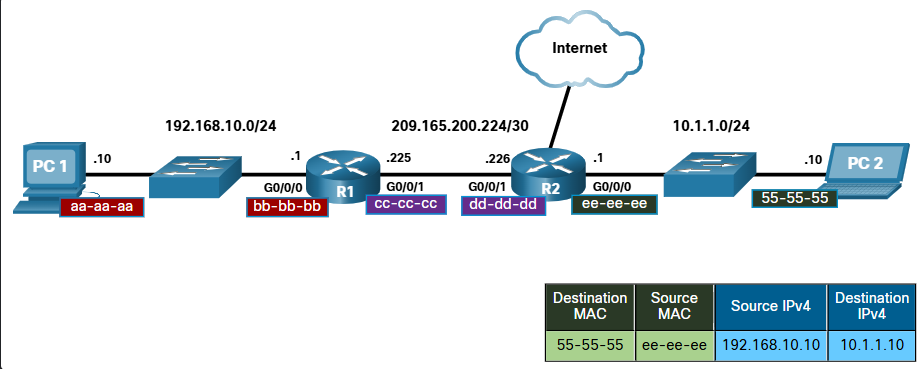 Internet
192.168.10.0/24
209.165.200.224/30
10.1.1.0/24
PC 1
.10
.1
R1
.225
.226
R2
.1
.10
PC 2
G0/0/0
G0/0/1
G0/0/1
G0/0/0
aa-aa-aa
bb-bb-bb
cc-cc-cc
dd-dd-dd
ee-ee-ee
55-55-55
Destination MAC
Source MAC
Source IPv4
Destination IPv4
55-55-55
ee-ee-ee
192.168.10.10
10.1.1.10